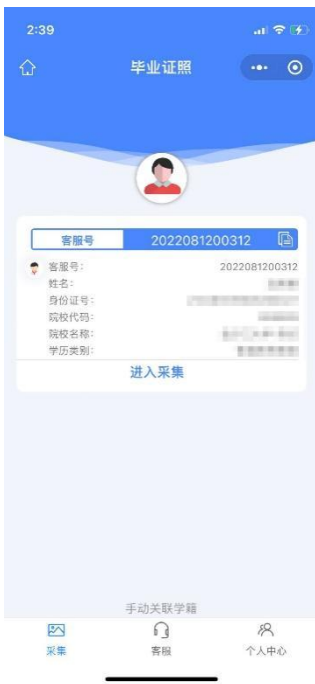 2:39
毕业证照
客服号 2022081200312
客服号: 2022081200312
姓名:
身份证号:
院校代码:
院校名称:
学历类别:
进入采集
手动关联学籍
采集 客服 个人中心